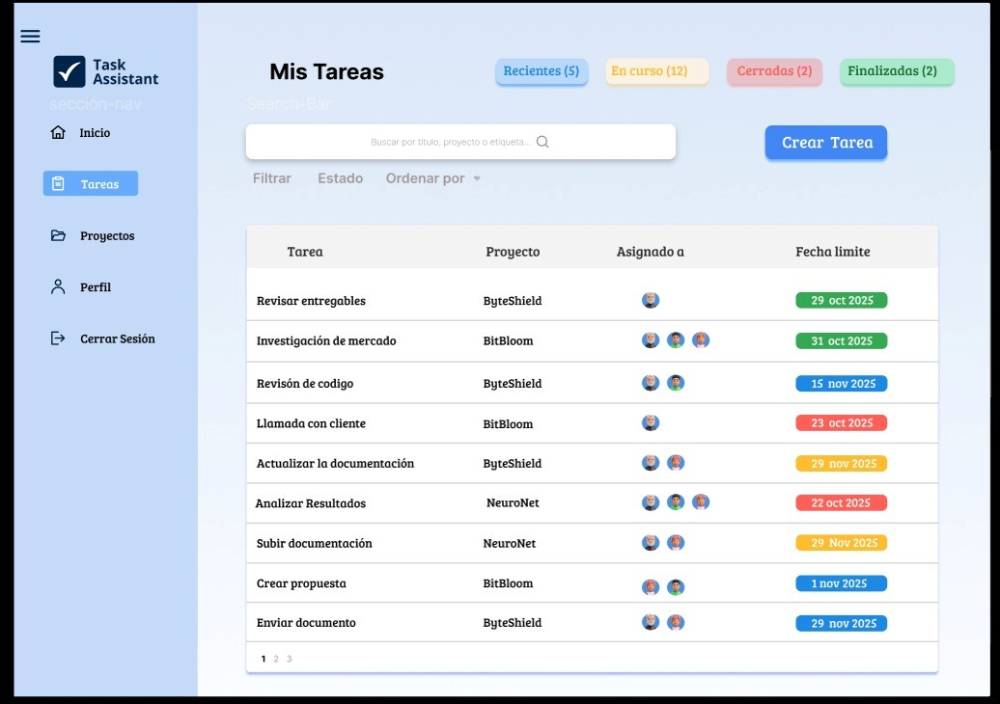 Task
Assistant
sección-nav
Inicio
Tareas
Proyectos
Perfil
Cerrar Sesión
Mis Tareas
Recientes (5)
En curso (12)
Cerradas (2)
Finalizadas (2)
Search-Bar
Buscar por titulo, proyecto o etiqueta...
Crear Tarea
Filtrar Estado Ordenar por
Tarea Proyecto Asignado a Fecha limite
Revisar entregables ByteShield 29 oct 2025
Investigación de mercado BitBloom 31 oct 2025
Revisón de codigo ByteShield 15 nov 2025
Llamada con cliente BitBloom 23 oct 2025
Actualizar la documentación ByteShield 29 nov 2025
Analizar Resultados NeuroNet 22 oct 2025
Subir documentación NeuroNet 29 Nov 2025
Crear propuesta BitBloom 1 nov 2025
Enviar documento ByteShield 29 nov 2025
1 2 3